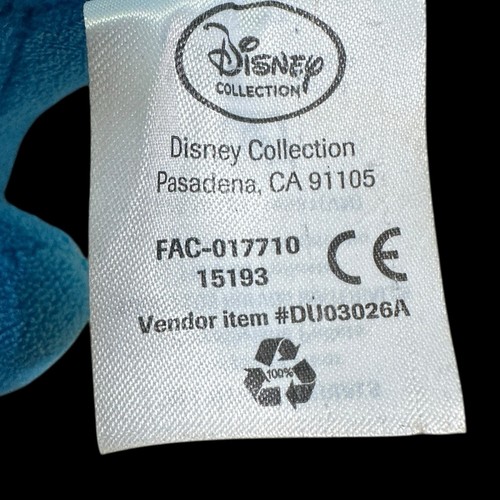 Disney
COLLECTION
Disney Collection
Pasadena, CA 91105
FAC-017710
15193
CE
Vendor item #DU03026A
100%